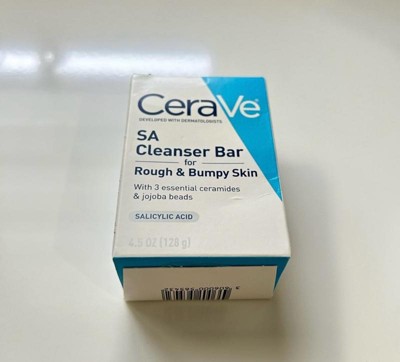 CeraVe
DEVELOPED WITH DERMATOLOGISTS
SA
Cleanser Bar
for
Rough & Bumpy Skin
With 3 essential ceramides
& jojoba beads
SALICYLIC ACID
4.5 OZ (128 g)